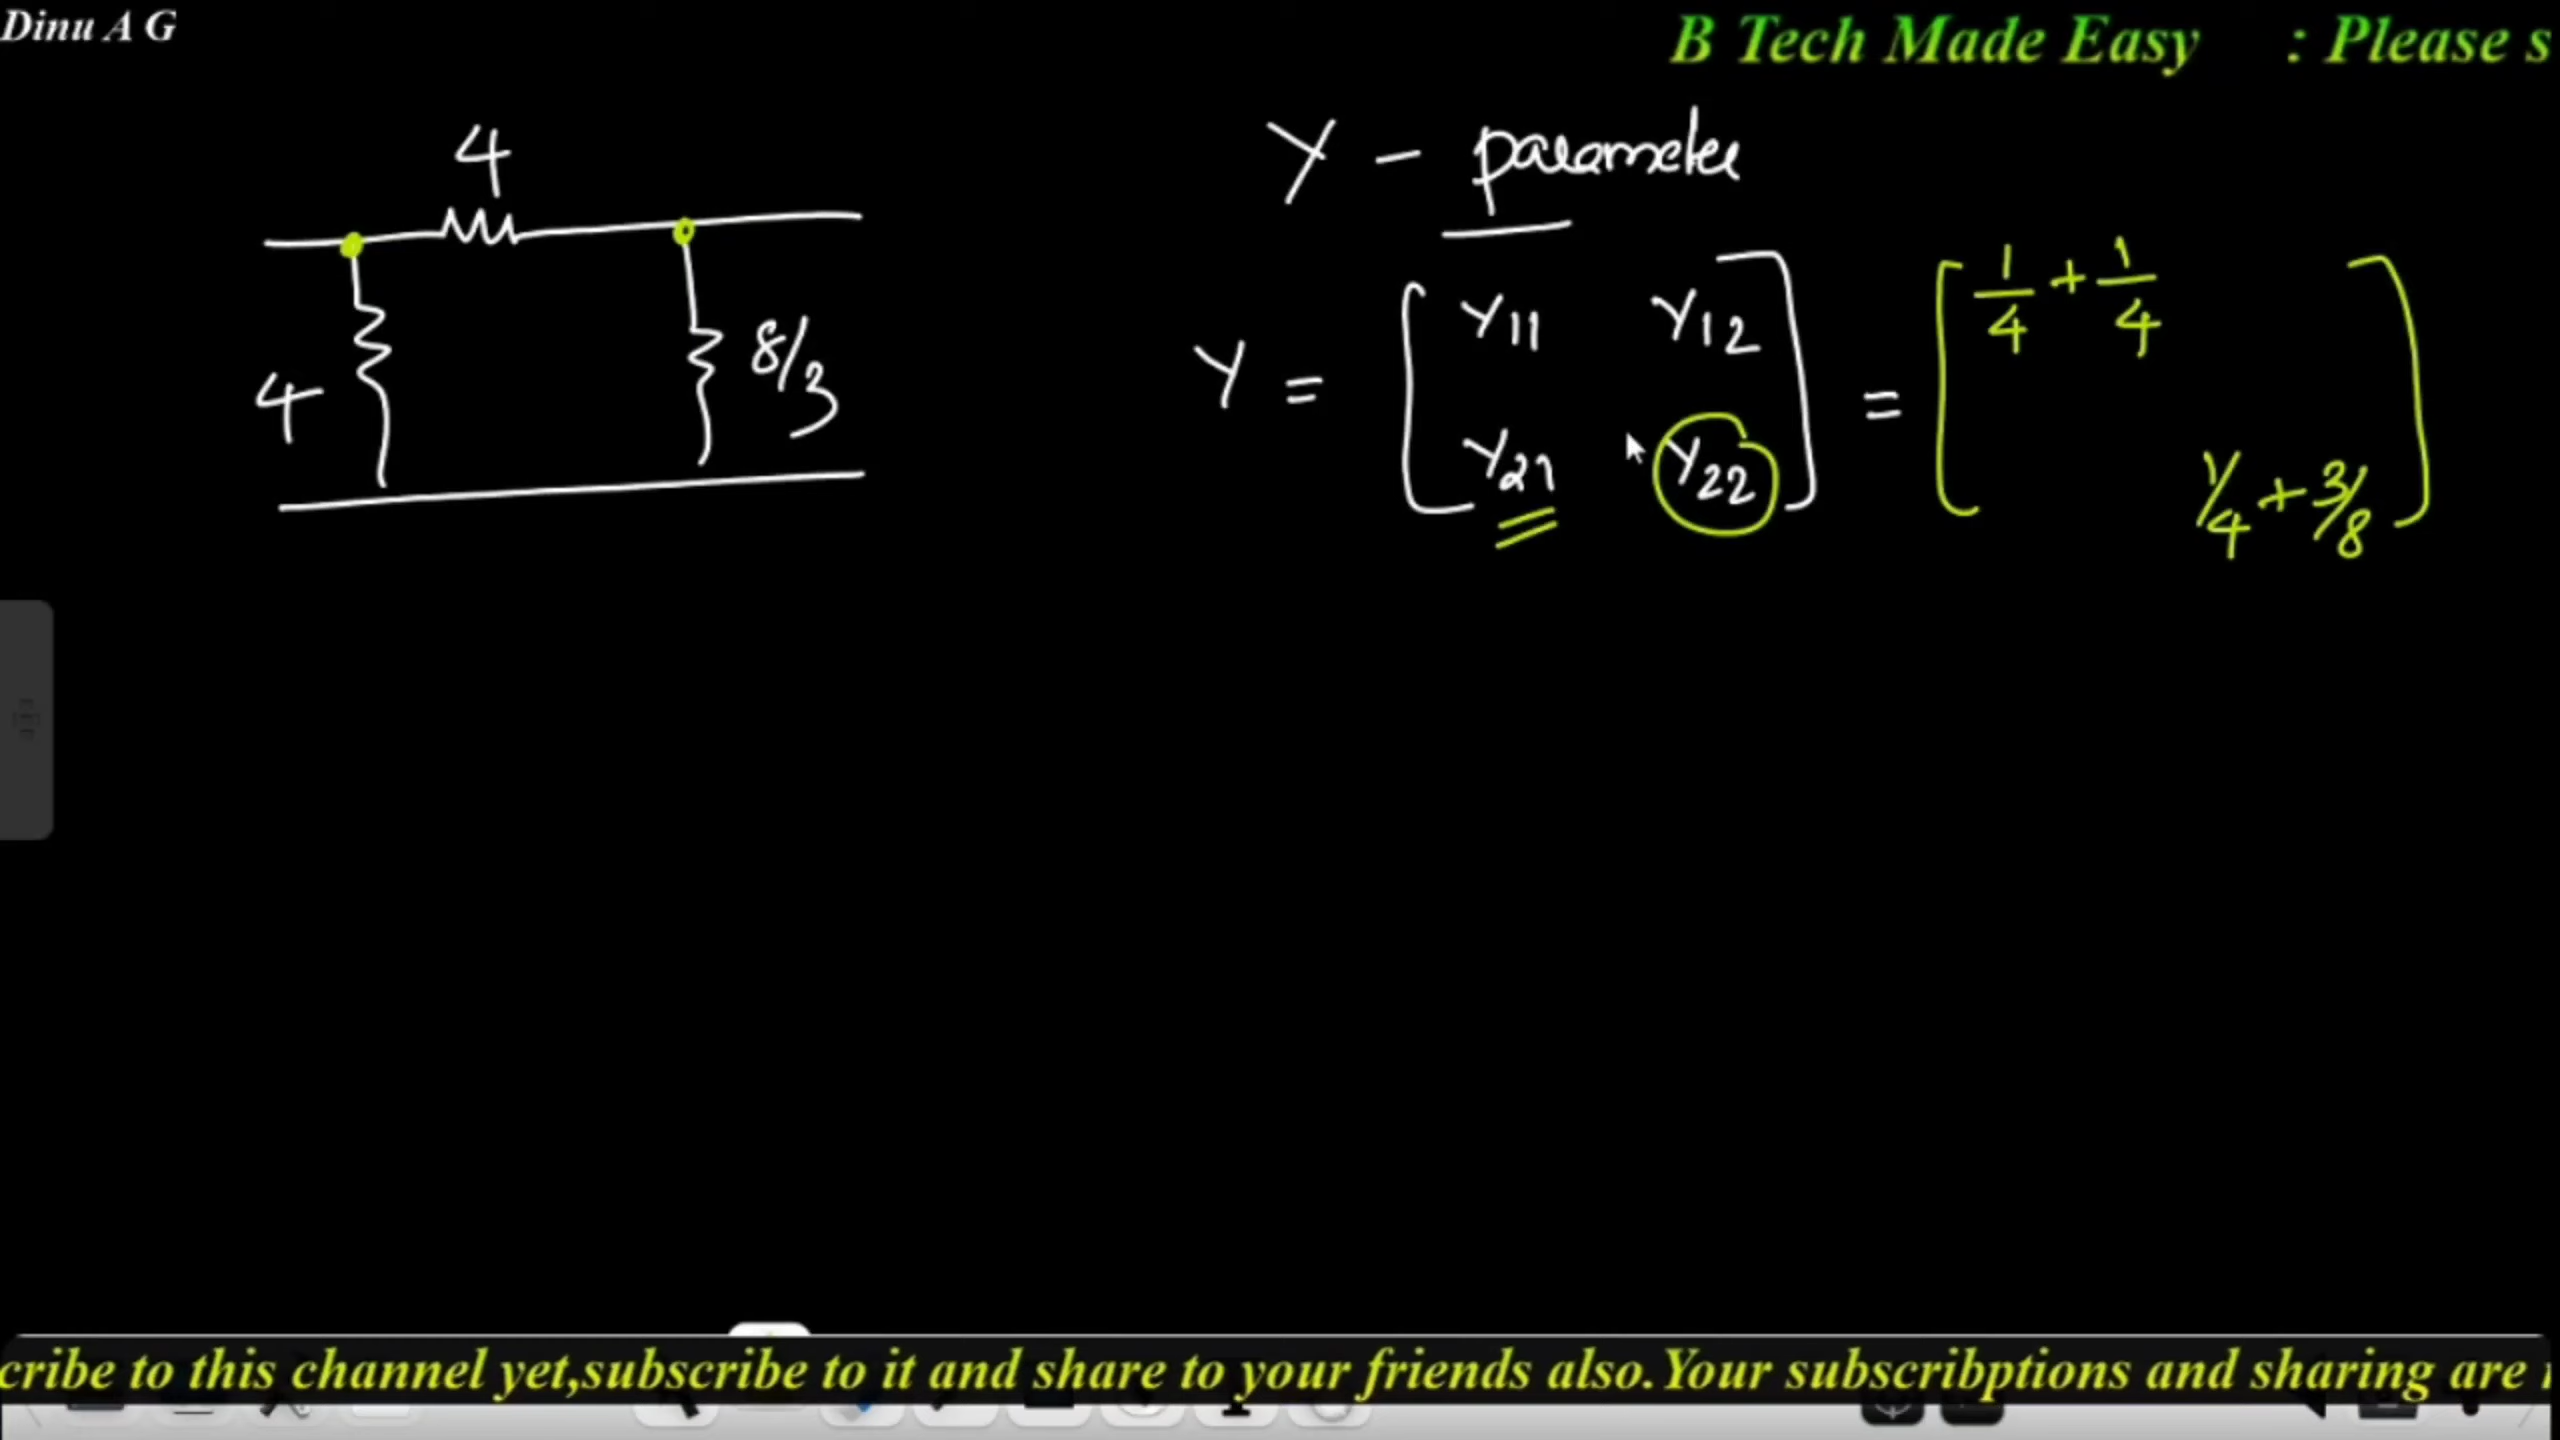 Dinu A G
B Tech Made Easy : Please s
4
4
8/3
Y - parameter
Y = [ Y11 Y12 Y21 Y22 ] = [ 1/4 + 1/4 1/4 + 3/8 ]
cribe to this channel yet,subscribe to it and share to your friends also.Your subscribptions and sharing are